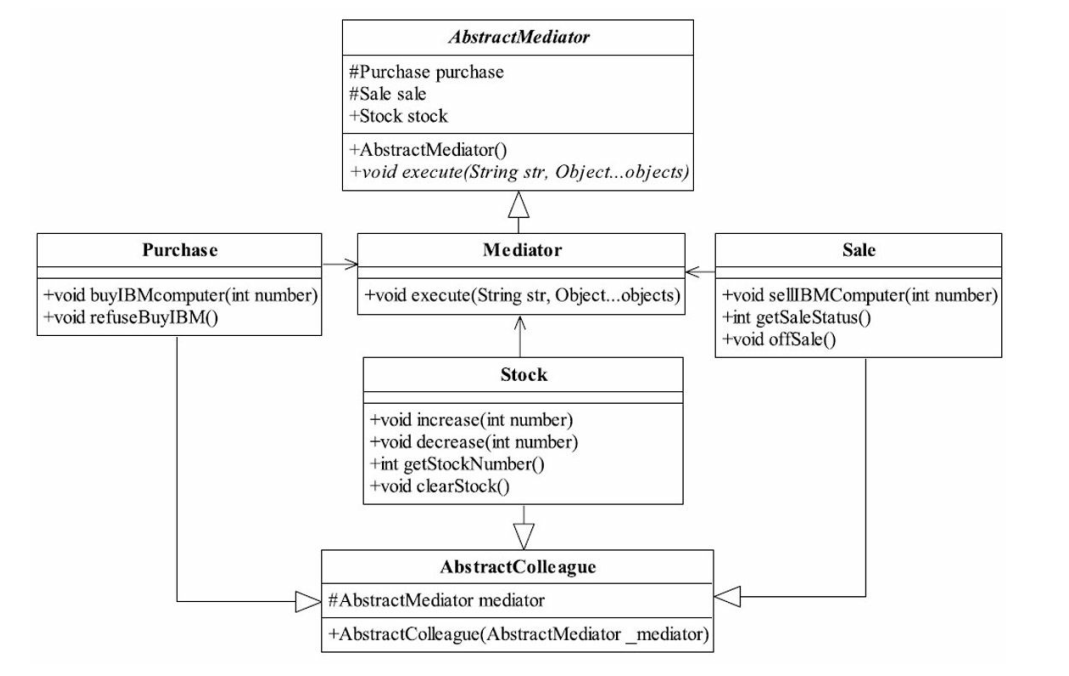 AbstractMediator
#Purchase purchase
#Sale sale
+Stock stock
+AbstractMediator()
+void execute(String str, Object...objects)
Purchase
+void buyIBMcomputer(int number)
+void refuseBuyIBM()
Mediator
+void execute(String str, Object...objects)
Sale
+void sellIBMComputer(int number)
+int getSaleStatus()
+void offSale()
Stock
+void increase(int number)
+void decrease(int number)
+int getStockNumber()
+void clearStock()
AbstractColleague
#AbstractMediator mediator
+AbstractColleague(AbstractMediator _mediator)